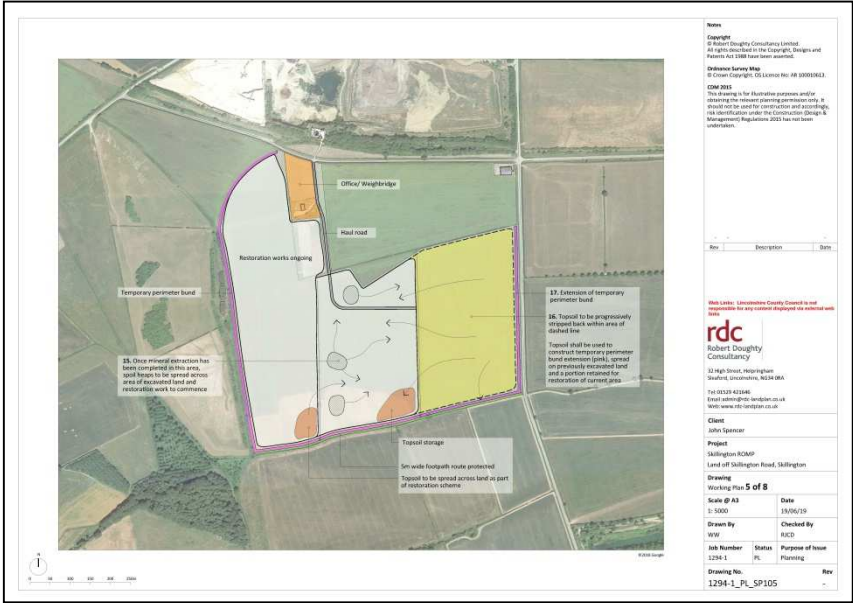 Office/ Weighbridge
Haul road
Restoration works ongoing
Temporary perimeter bund
15. Once mineral extraction has
been completed in this area,
spoil heaps to be spread across
area of excavated land and
restoration work to commence
17. Extension of temporary
perimeter bund
16. Topsoil to be progressively
stripped back within area of
dashed line
Topsoil shall be used to
construct temporary perimeter
bund extension (pink), spread
on previously excavated land
and a portion retained for
restoration of current area
Topsoil storage
5m wide footpath route protected
Topsoil to be spread across land as part
of restoration scheme
N
0 50 100 150 200 250m
©2018 Google
Notes
Copyright
© Robert Doughty Consultancy Limited.
All rights described in the Copyright, Designs and
Patents Act 1988 have been asserted.
Ordnance Survey Map
© Crown Copyright. OS Licence No: AR 100010613.
CDM 2015
This drawing is for illustrative purposes and/or
obtaining the relevant planning permission only. It
should not be used for construction and accordingly,
risk identification under the Construction (Design &
Management) Regulations 2015 has not been
undertaken.
- - -
Rev Description Date
Web Links: Lincolnshire County Council is not
responsible for any content displayed via external web
links
rdc
Robert Doughty
Consultancy
32 High Street, Helpringham
Sleaford, Lincolnshire, NG34 0RA
Tel: 01529 421646
Email: admin@rdc-landplan.co.uk
Web: www.rdc-landplan.co.uk
Client
John Spencer
Project
Skillington ROMP
Land off Skillington Road, Skillington
Drawing
Working Plan 5 of 8
Scale @ A3 Date
1: 5000 19/06/19
Drawn By Checked By
WW RJCD
Job Number Status Purpose of Issue
1294-1 PL Planning
Drawing No. Rev
1294-1_PL_SP105 -